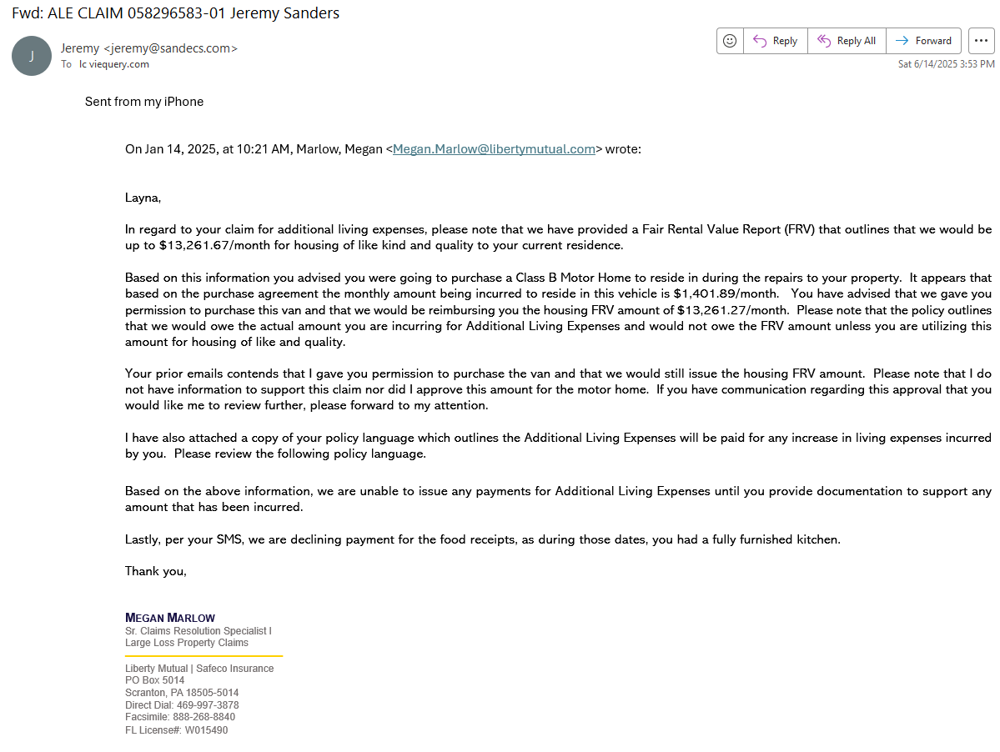 Fwd: ALE CLAIM 058296583-01 Jeremy Sanders
J
Jeremy <jeremy@sandecs.com>
To lc viequery.com
Reply
Reply All
Forward
Sat 6/14/2025 3:53 PM
Sent from my iPhone
On Jan 14, 2025, at 10:21 AM, Marlow, Megan <Megan.Marlow@libertymutual.com> wrote:
Layna,
In regard to your claim for additional living expenses, please note that we have provided a Fair Rental Value Report (FRV) that outlines that we would be
up to $13,261.67/month for housing of like kind and quality to your current residence.
Based on this information you advised you were going to purchase a Class B Motor Home to reside in during the repairs to your property. It appears that
based on the purchase agreement the monthly amount being incurred to reside in this vehicle is $1,401.89/month. You have advised that we gave you
permission to purchase this van and that we would be reimbursing you the housing FRV amount of $13,261.27/month. Please note that the policy outlines
that we would owe the actual amount you are incurring for Additional Living Expenses and would not owe the FRV amount unless you are utilizing this
amount for housing of like and quality.
Your prior emails contends that I gave you permission to purchase the van and that we would still issue the housing FRV amount. Please note that I do
not have information to support this claim nor did I approve this amount for the motor home. If you have communication regarding this approval that you
would like me to review further, please forward to my attention.
I have also attached a copy of your policy language which outlines the Additional Living Expenses will be paid for any increase in living expenses incurred
by you. Please review the following policy language.
Based on the above information, we are unable to issue any payments for Additional Living Expenses until you provide documentation to support any
amount that has been incurred.
Lastly, per your SMS, we are declining payment for the food receipts, as during those dates, you had a fully furnished kitchen.
Thank you,
MEGAN MARLOW
Sr. Claims Resolution Specialist I
Large Loss Property Claims
Liberty Mutual | Safeco Insurance
PO Box 5014
Scranton, PA 18505-5014
Direct Dial: 469-997-3878
Facsimile: 888-268-8840
FL License#: W015490